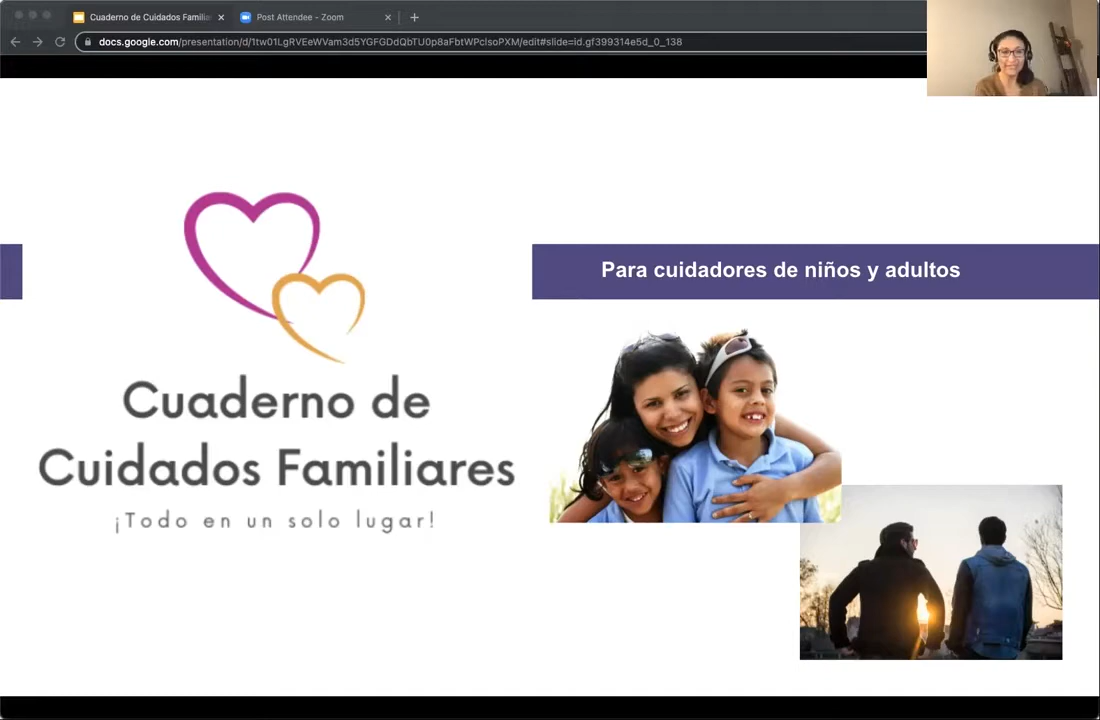 Cuaderno de Cuidados Familia
Post Attendee - Zoom
docs.google.com/presentation/d/1tw01LgRVEeWVam3d5YGFGDdQbTU0p8aFbtWPclsoPXM/edit#slide=id.gf399314e5d_0_138
Cuaderno de
Cuidados Familiares
¡Todo en un solo lugar!
Para cuidadores de niños y adultos